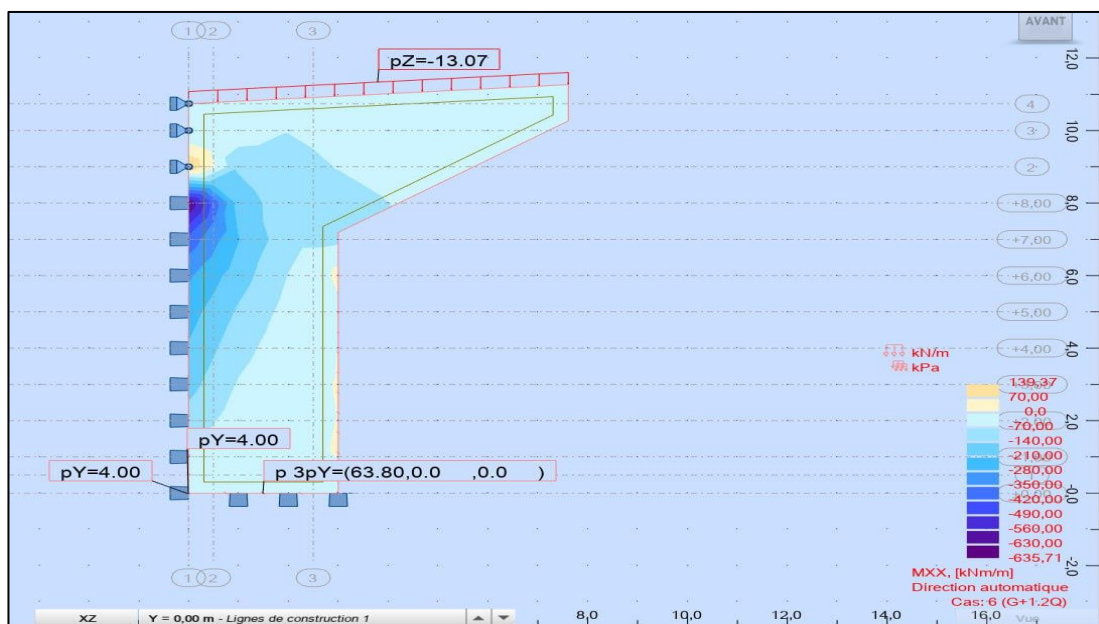 AVANT
1 2 3
12,0
pZ=-13.07
4
3
10,0
2
+8,00
8,0
+7,00
+6,00
6,0
+5,00
+4,00
4,0
kN/m
kPa
139,37
70,00
0,0
-70,00
-140,00
-210,00
-280,00
-350,00
-420,00
-490,00
-560,00
-630,00
-635,71
2,0
-0,0
-2,0
pY=4.00
pY=4.00
p 3pY=(63.80,0.0 ,0.0 )
1 2 3
MXX, [kNm/m]
Direction automatique
Cas: 6 (G+1.2Q)
XZ
Y = 0,00 m - Lignes de construction 1
8,0 10,0 12,0 14,0 16,0
Vue